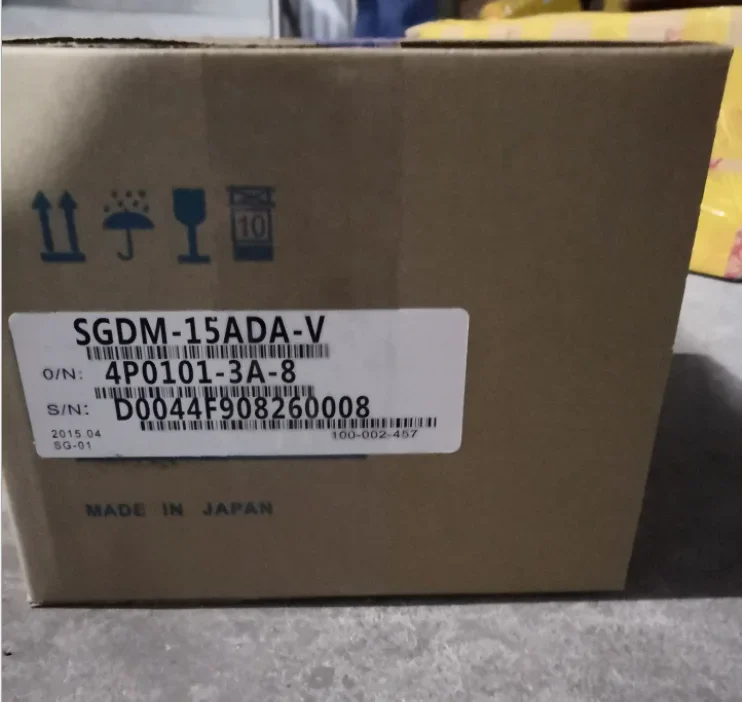 10
SGDM-15ADA-V
O/N: 4P0101-3A-8
S/N: D0044F908260008
2015.04
100-002-457
SG-01
MADE IN JAPAN